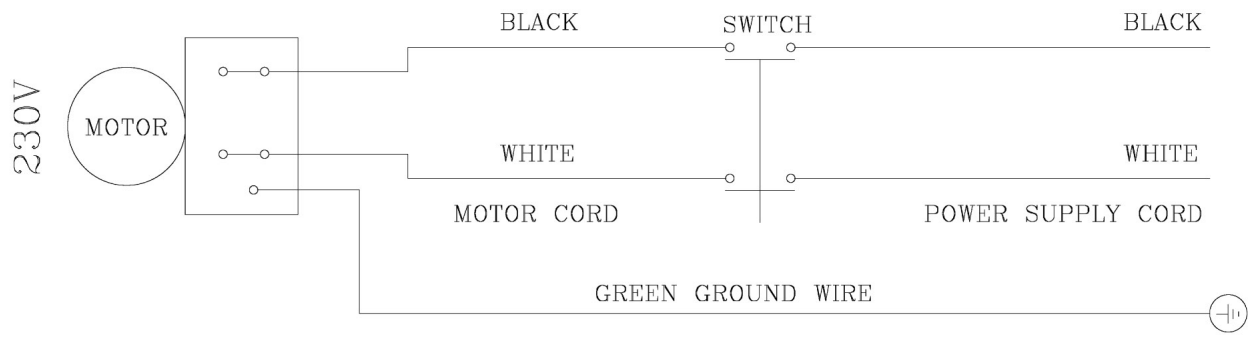 BLACK
SWITCH
BLACK
230V
MOTOR
WHITE
WHITE
MOTOR CORD
POWER SUPPLY CORD
GREEN GROUND WIRE